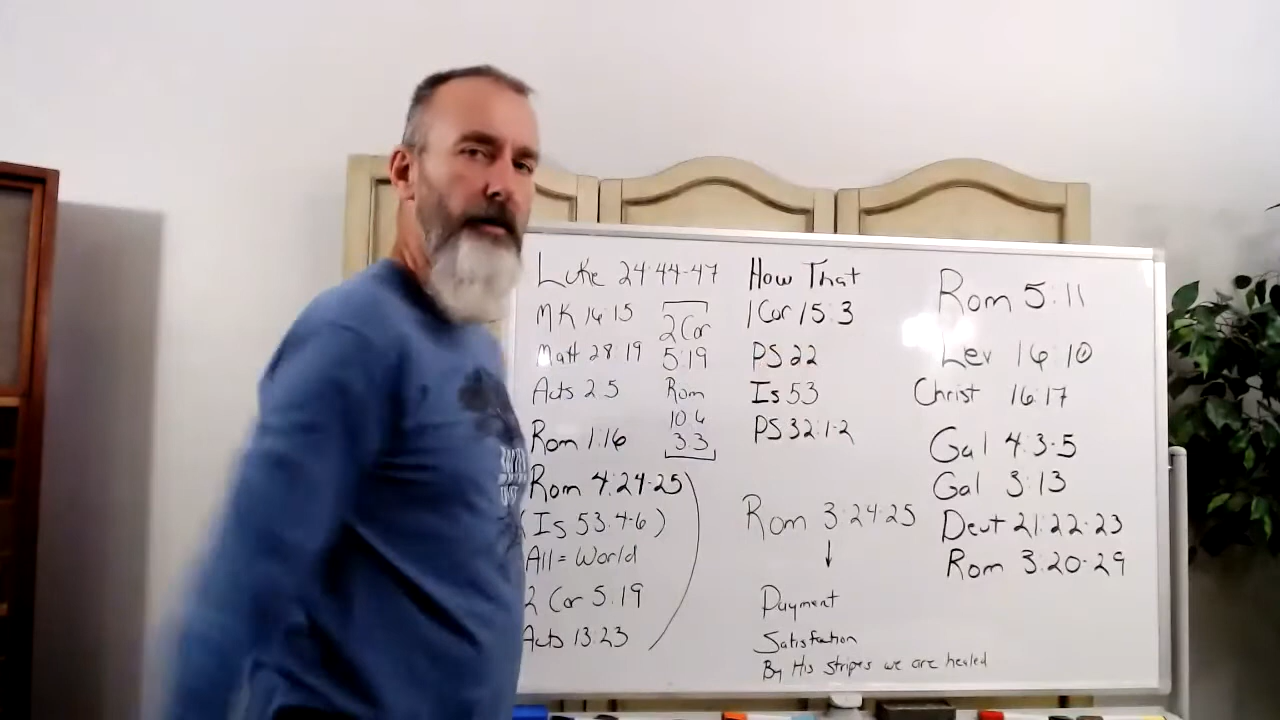 Luke 24:44-47
MK 16:15
Matt 28:19
Acts 2:5
Rom 1:16
Rom 4:24-25
(Is 53:4-6)
All = World
2 Cor 5:19
Acts 13:23
2 Cor
5:19
Rom
10:6
3:3
How That
1 Cor 15:3
PS 22
Is 53
PS 32:1-2
Rom 3:24-25
↓
Payment
Satisfaction
By His stripes we are healed
Rom 5:11
Lev 16:10
Christ 16:17
Gal 4:3-5
Gal 3:13
Deut 21:22-23
Rom 3:20-29